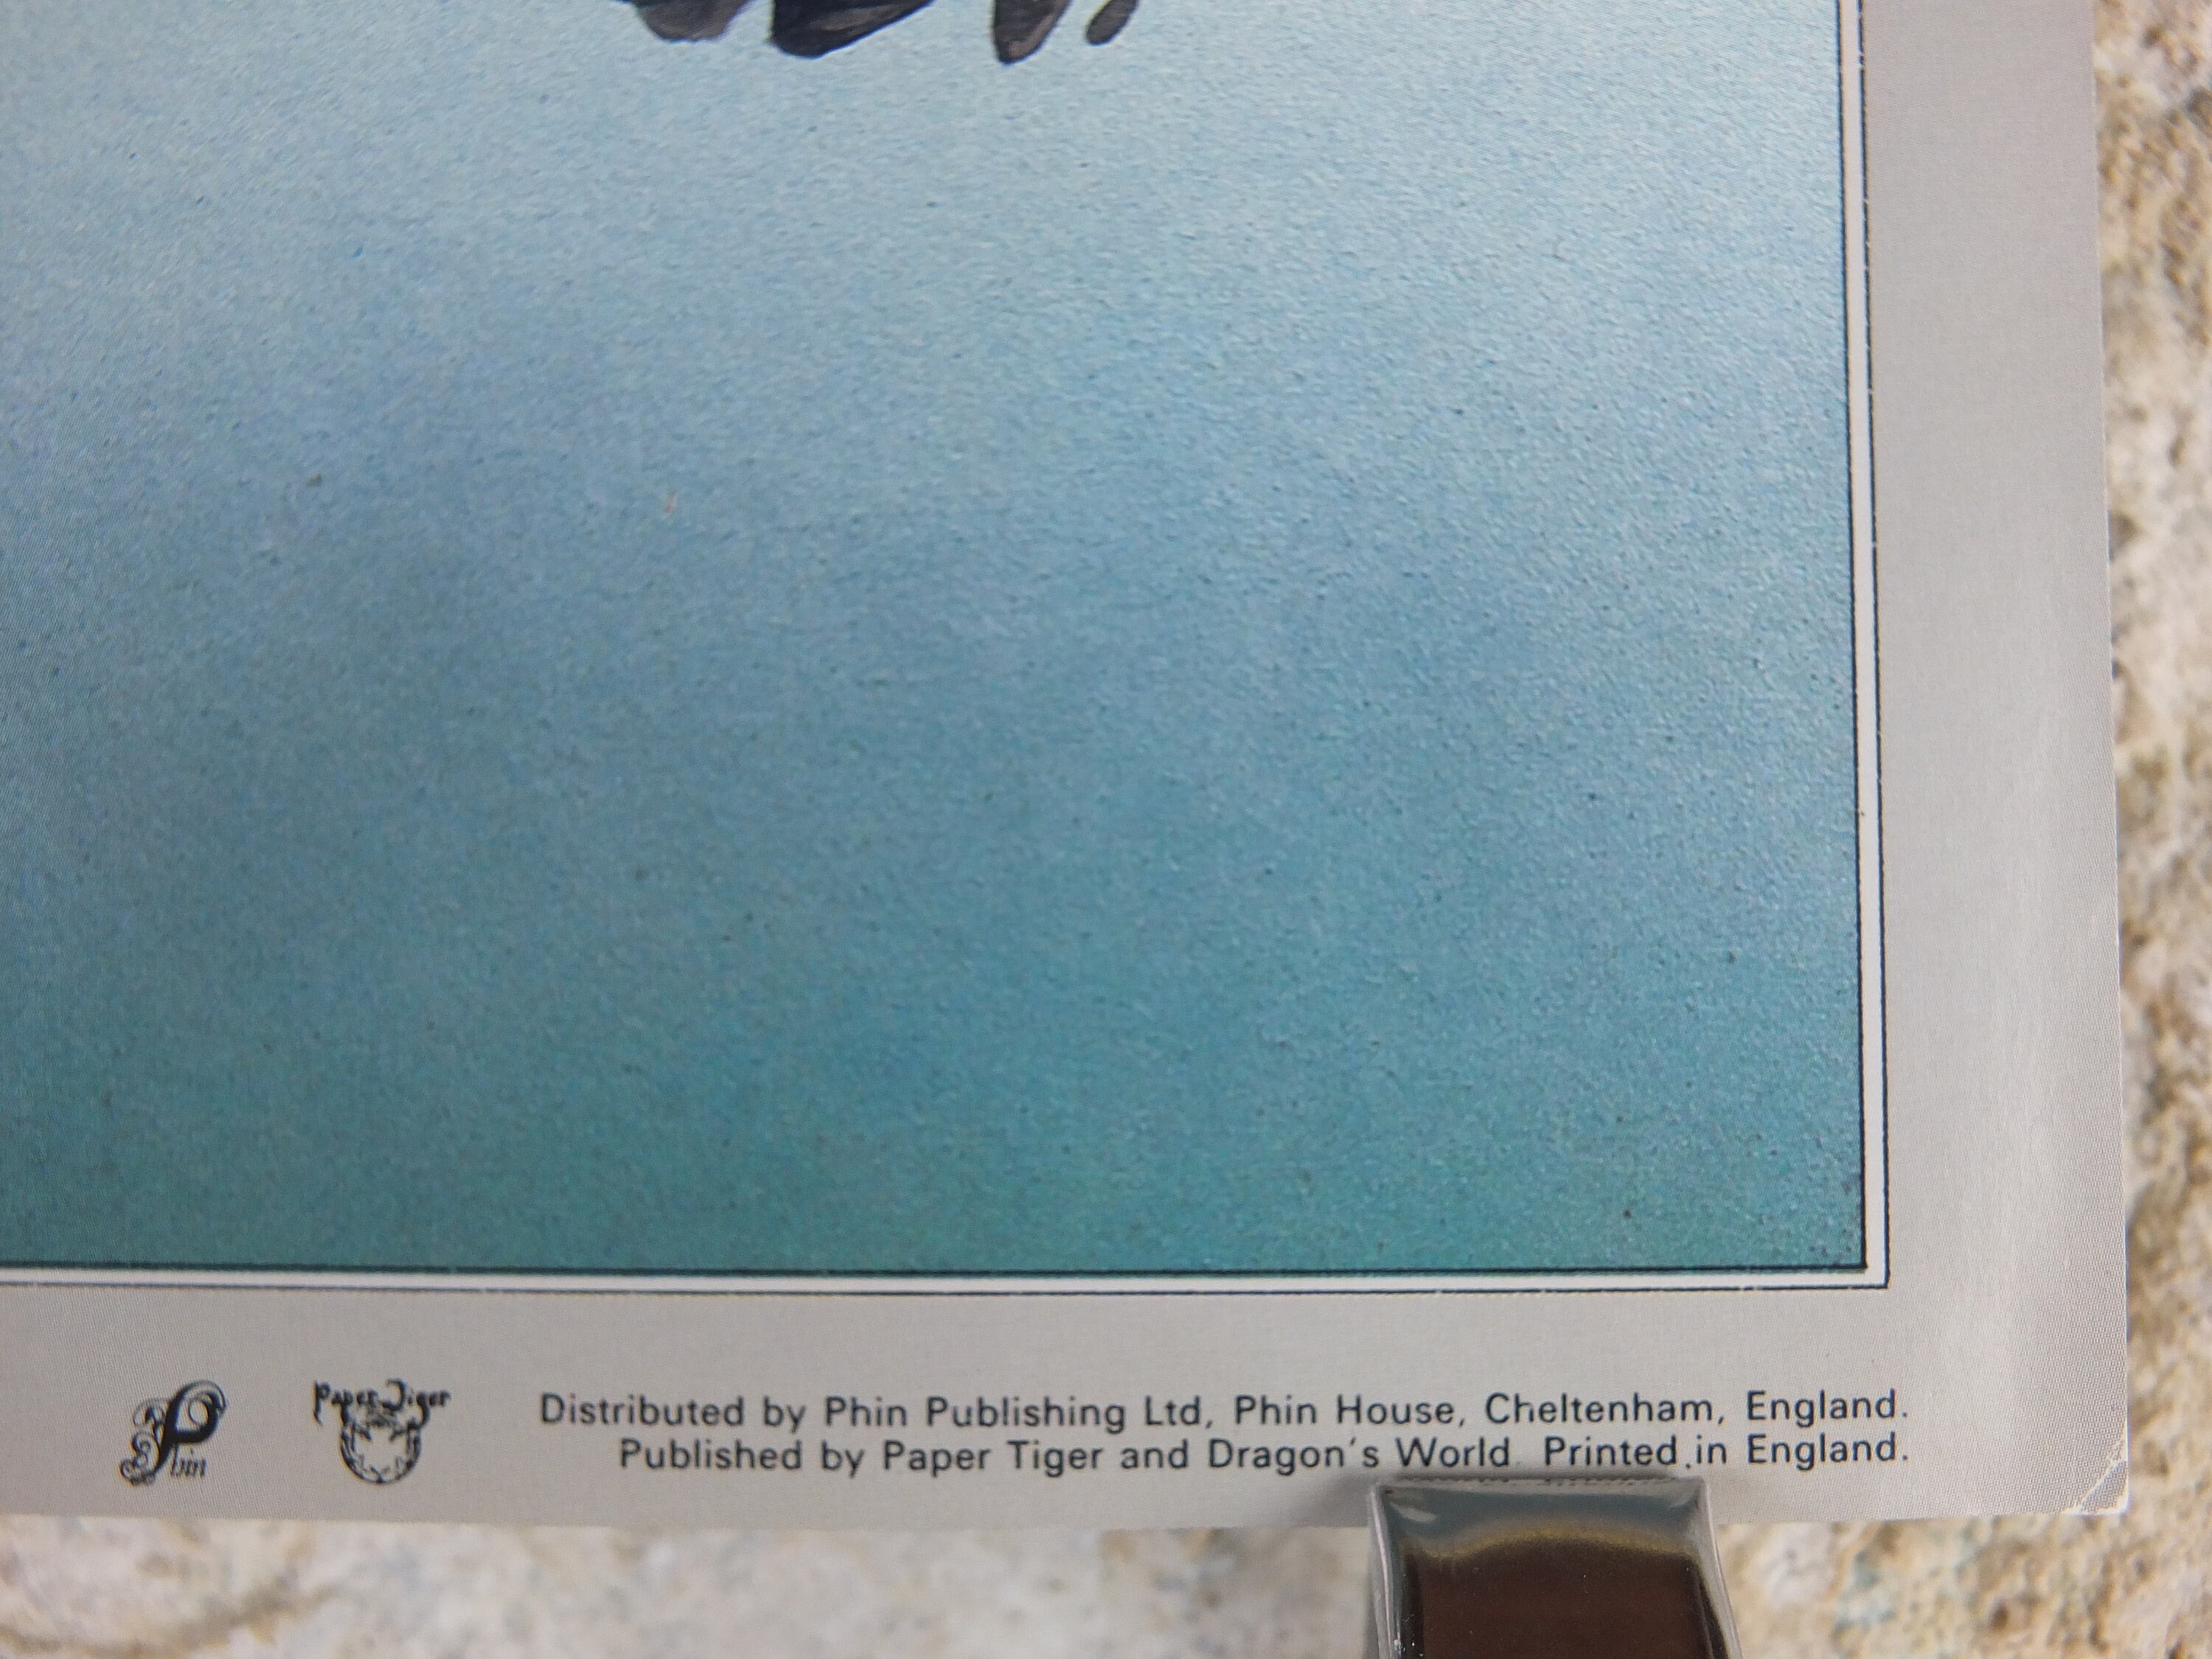 Phin
Paper Tiger
Distributed by Phin Publishing Ltd, Phin House, Cheltenham, England.
Published by Paper Tiger and Dragon's World. Printed in England.